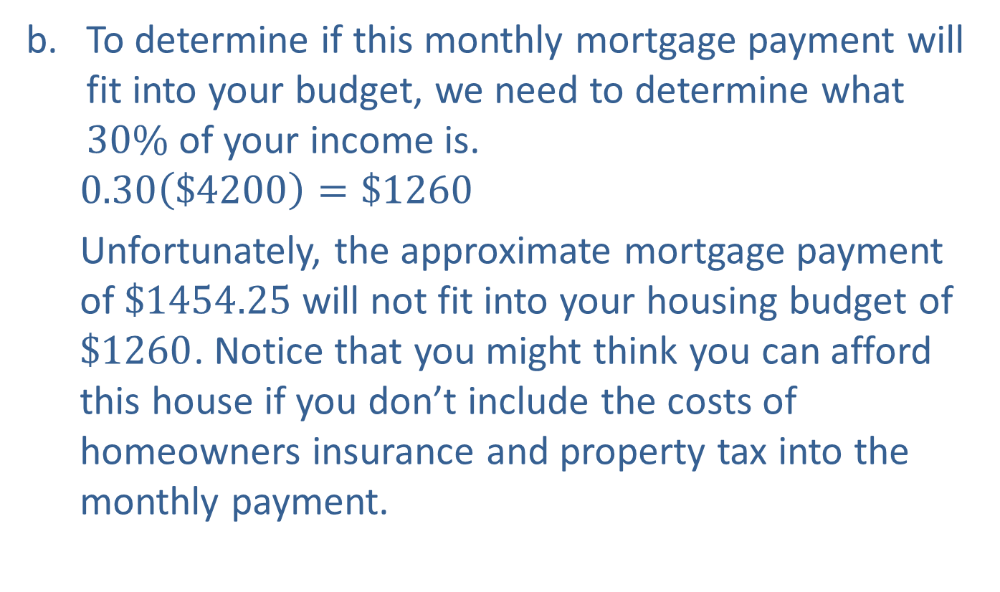 b. To determine if this monthly mortgage payment will
fit into your budget, we need to determine what
30% of your income is.
0.30($4200) = $1260
Unfortunately, the approximate mortgage payment
of $1454.25 will not fit into your housing budget of
$1260. Notice that you might think you can afford
this house if you don’t include the costs of
homeowners insurance and property tax into the
monthly payment.